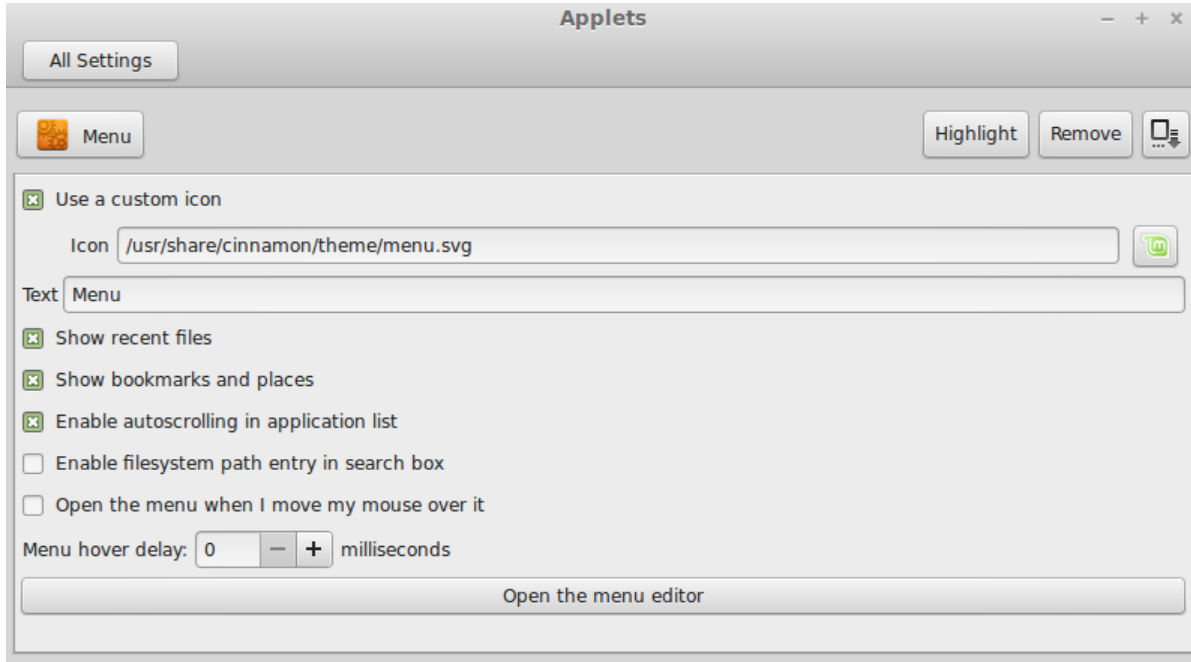 Applets
All Settings
Menu Highlight Remove
Use a custom icon
Icon /usr/share/cinnamon/theme/menu.svg
Text Menu
Show recent files
Show bookmarks and places
Enable autoscrolling in application list
Enable filesystem path entry in search box
Open the menu when I move my mouse over it
Menu hover delay: 0 milliseconds
Open the menu editor